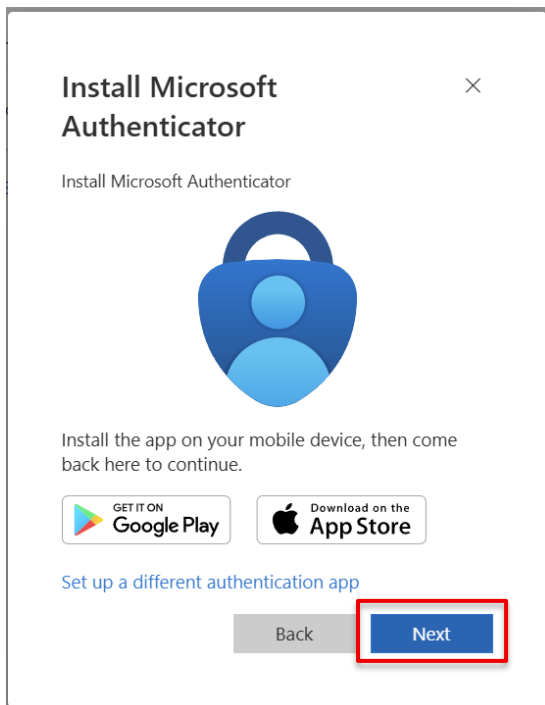 Install Microsoft
Authenticator
Install Microsoft Authenticator
Install the app on your mobile device, then come
back here to continue.
GET IT ON
Google Play
Download on the
App Store
Set up a different authentication app
Back
Next